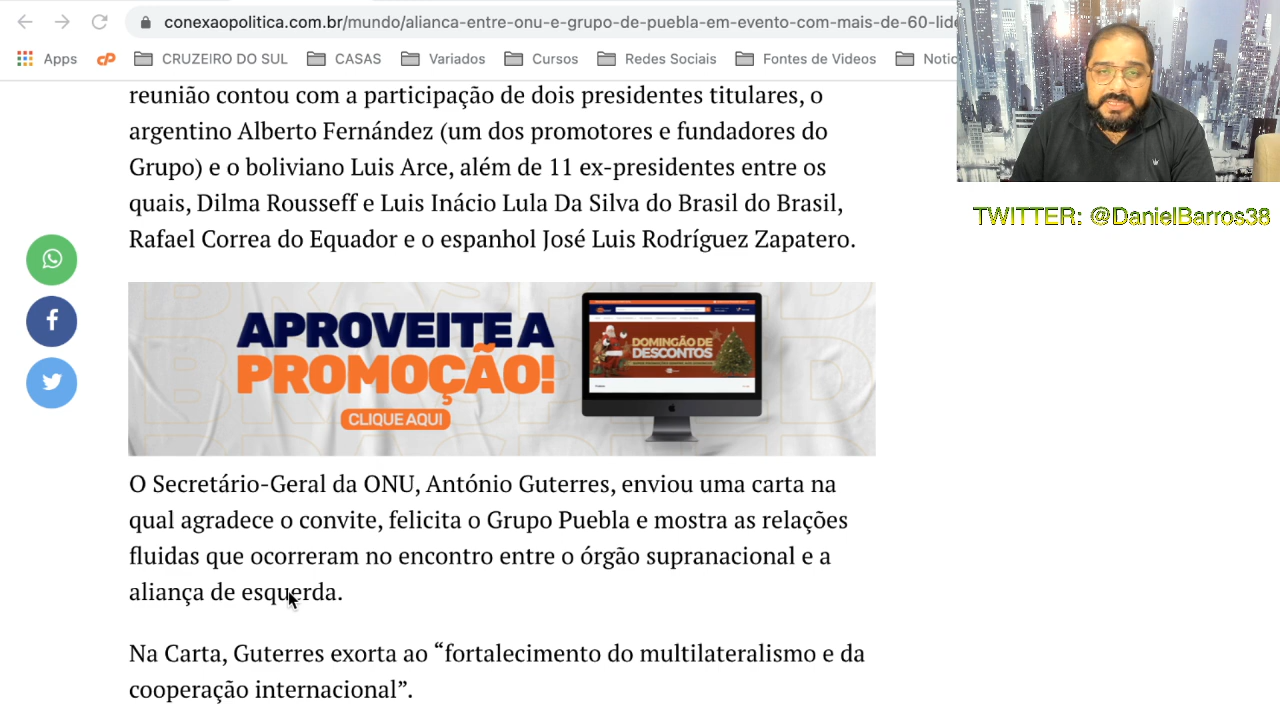 conexaopolitica.com.br/mundo/alianca-entre-onu-e-grupo-de-puebla-em-evento-com-mais-de-60-lide
Apps
CRUZEIRO DO SUL
CASAS
Variados
Cursos
Redes Sociais
Fontes de Videos
Notic
TWITTER: @DanielBarros38
reunião contou com a participação de dois presidentes titulares, o
argentino Alberto Fernández (um dos promotores e fundadores do
Grupo) e o boliviano Luis Arce, além de 11 ex-presidentes entre os
quais, Dilma Rousseff e Luis Inácio Lula Da Silva do Brasil do Brasil,
Rafael Correa do Equador e o espanhol José Luis Rodríguez Zapatero.
APROVEITE A
PROMOÇÃO!
CLIQUE AQUI
DOMINGÃO DE
DESCONTOS
O Secretário-Geral da ONU, António Guterres, enviou uma carta na
qual agradece o convite, felicita o Grupo Puebla e mostra as relações
fluidas que ocorreram no encontro entre o órgão supranacional e a
aliança de esquerda.
Na Carta, Guterres exorta ao “fortalecimento do multilateralismo e da
cooperação internacional”.